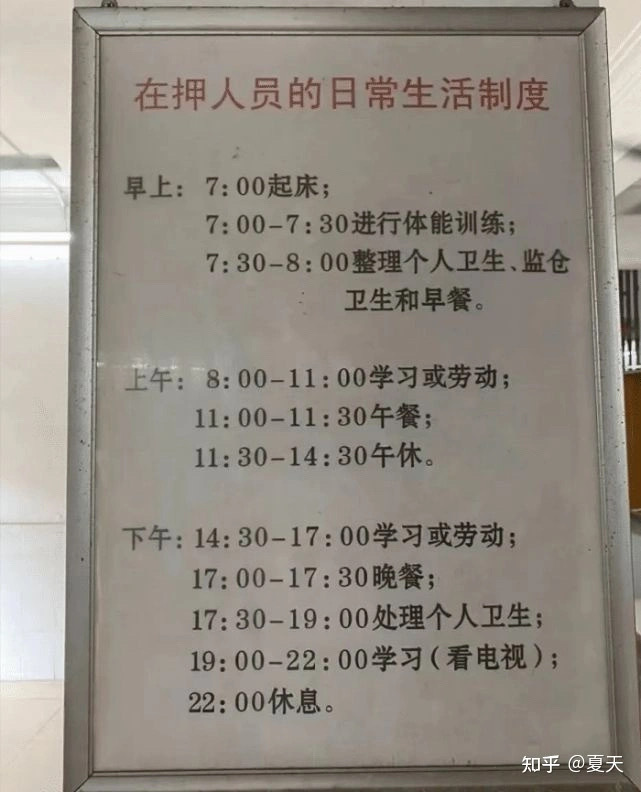 在押人员的日常生活制度
早上：7:00起床；
7:00-7:30进行体能训练；
7:30-8:00整理个人卫生、监仓
卫生和早餐。
上午：8:00-11:00学习或劳动；
11:00-11:30午餐；
11:30-14:30午休。
下午：14:30-17:00学习或劳动；
17:00-17:30晚餐；
17:30-19:00处理个人卫生；
19:00-22:00学习（看电视）；
22:00休息。
知乎 @夏天